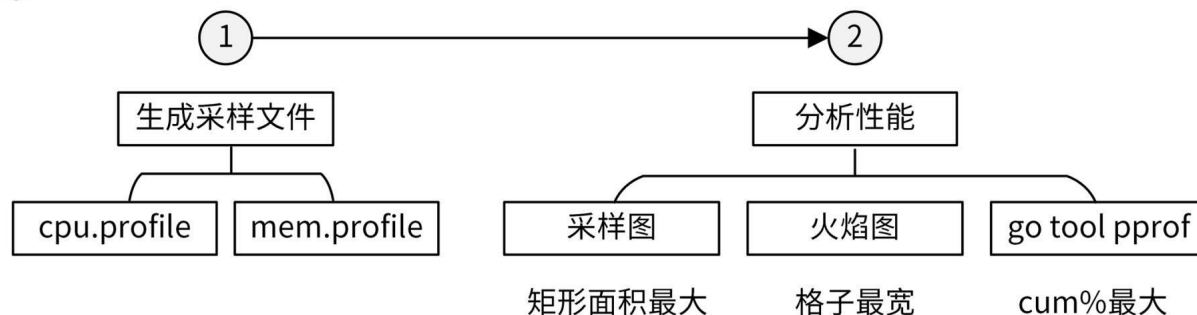 1
2
生成采样文件
分析性能
cpu.profile
mem.profile
采样图
火焰图
go tool pprof
矩形面积最大
格子最宽
cum%最大